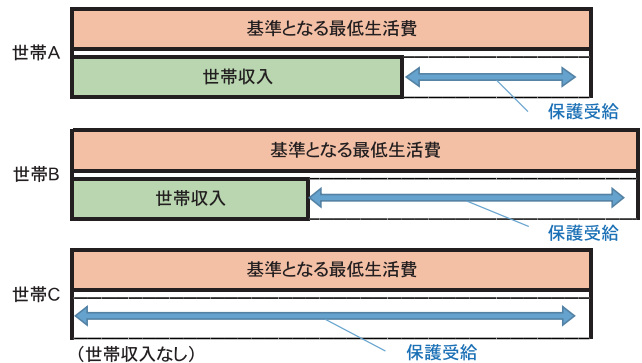 基準となる最低生活費
世帯A
世帯収入
保護受給
基準となる最低生活費
世帯B
世帯収入
保護受給
基準となる最低生活費
世帯C
（世帯収入なし）
保護受給